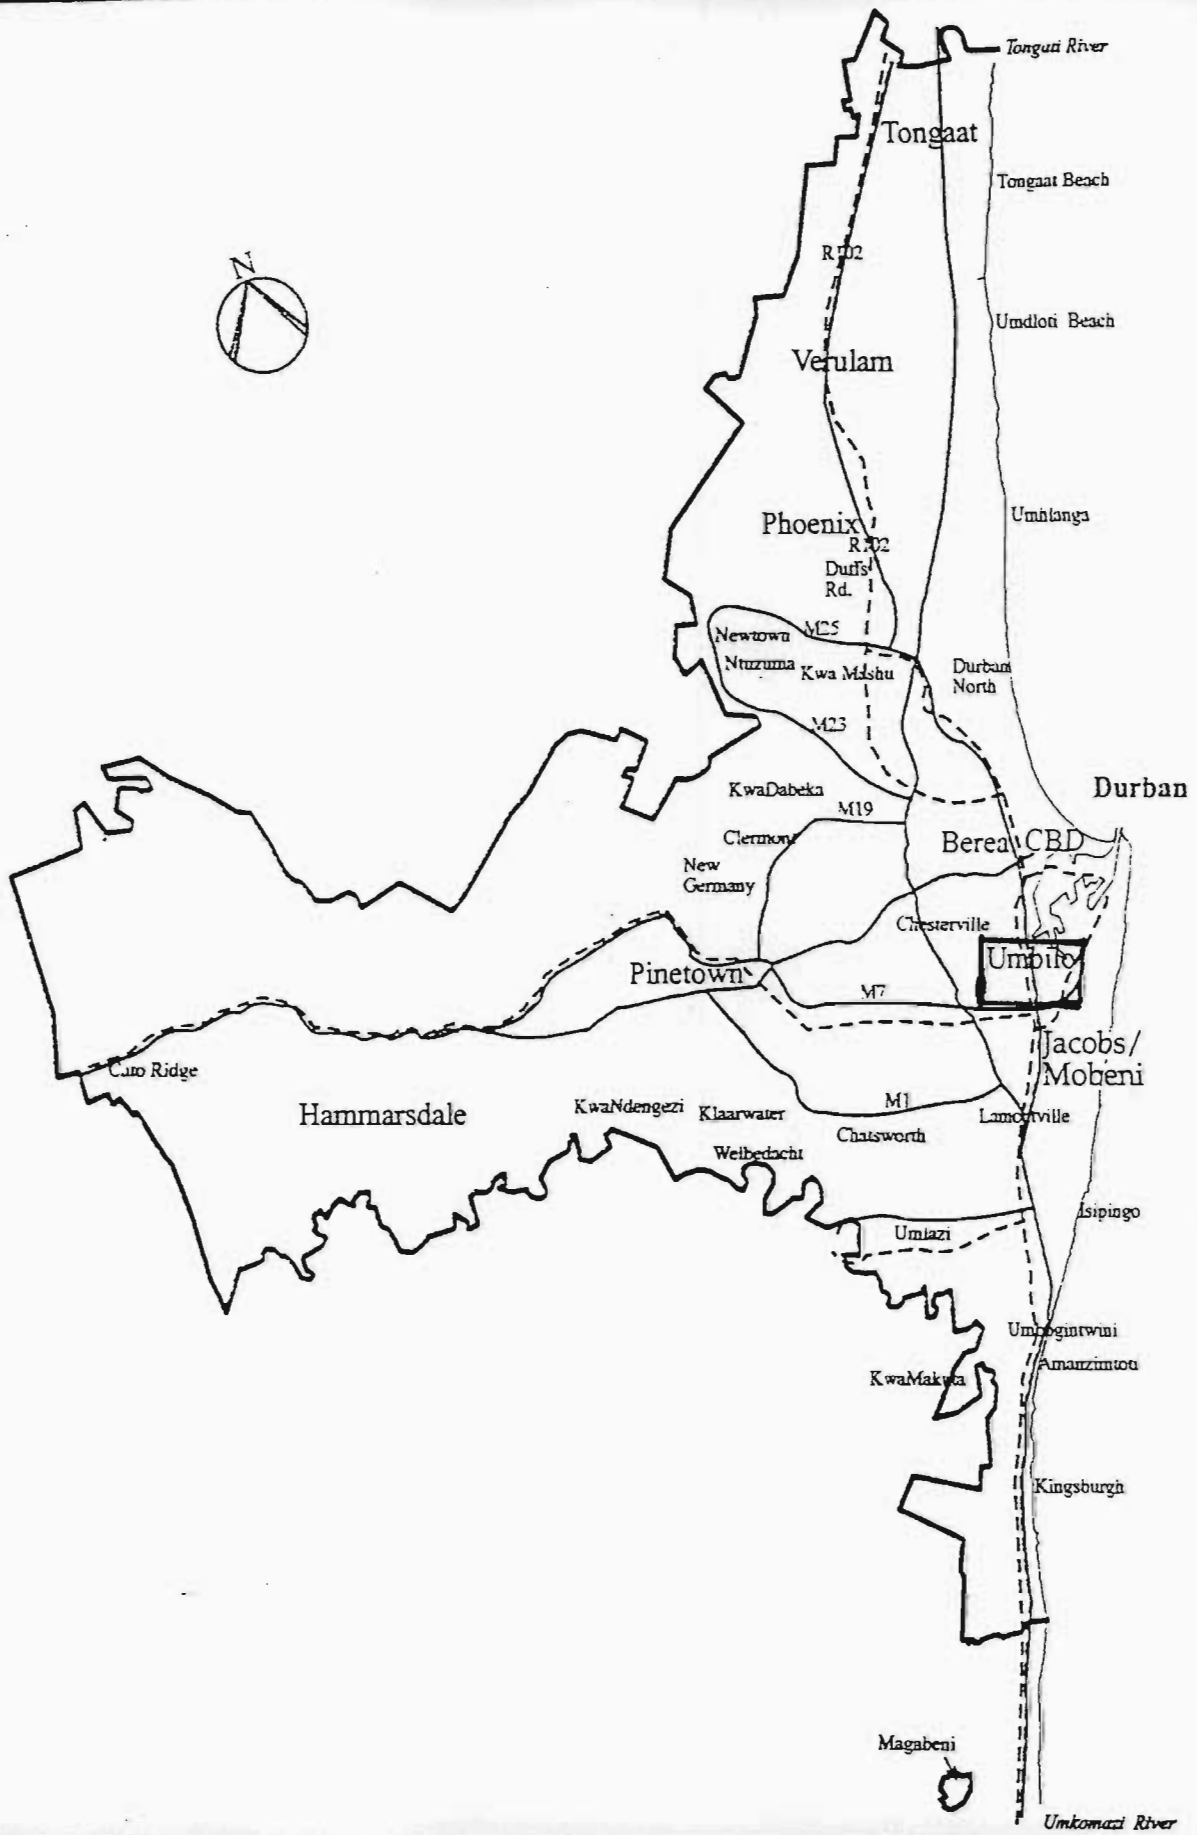 Tongati River
N
Tongaat
Tongaat Beach
R102
Umdloti Beach
Verulam
Umhlanga
Phoenix
R102
Duffs
Rd.
M25
Newtown
Ntuzuma
Kwa Mashu
Durban
North
M23
KwaDabeka
Durban
M19
Clermont
Berea
CBD
New
Germany
Chesterville
Umbilo
Pinetown
M7
Jacobs/
Mobeni
Cato Ridge
Hammarsdale
KwaNdengezi
Klaarwater
M1
Lamontville
Chatsworth
Welbedacht
Isipingo
Umlazi
Umbogintwini
Amanzimtoti
KwaMakuta
Kingsburgh
Magabeni
Umkomazi River